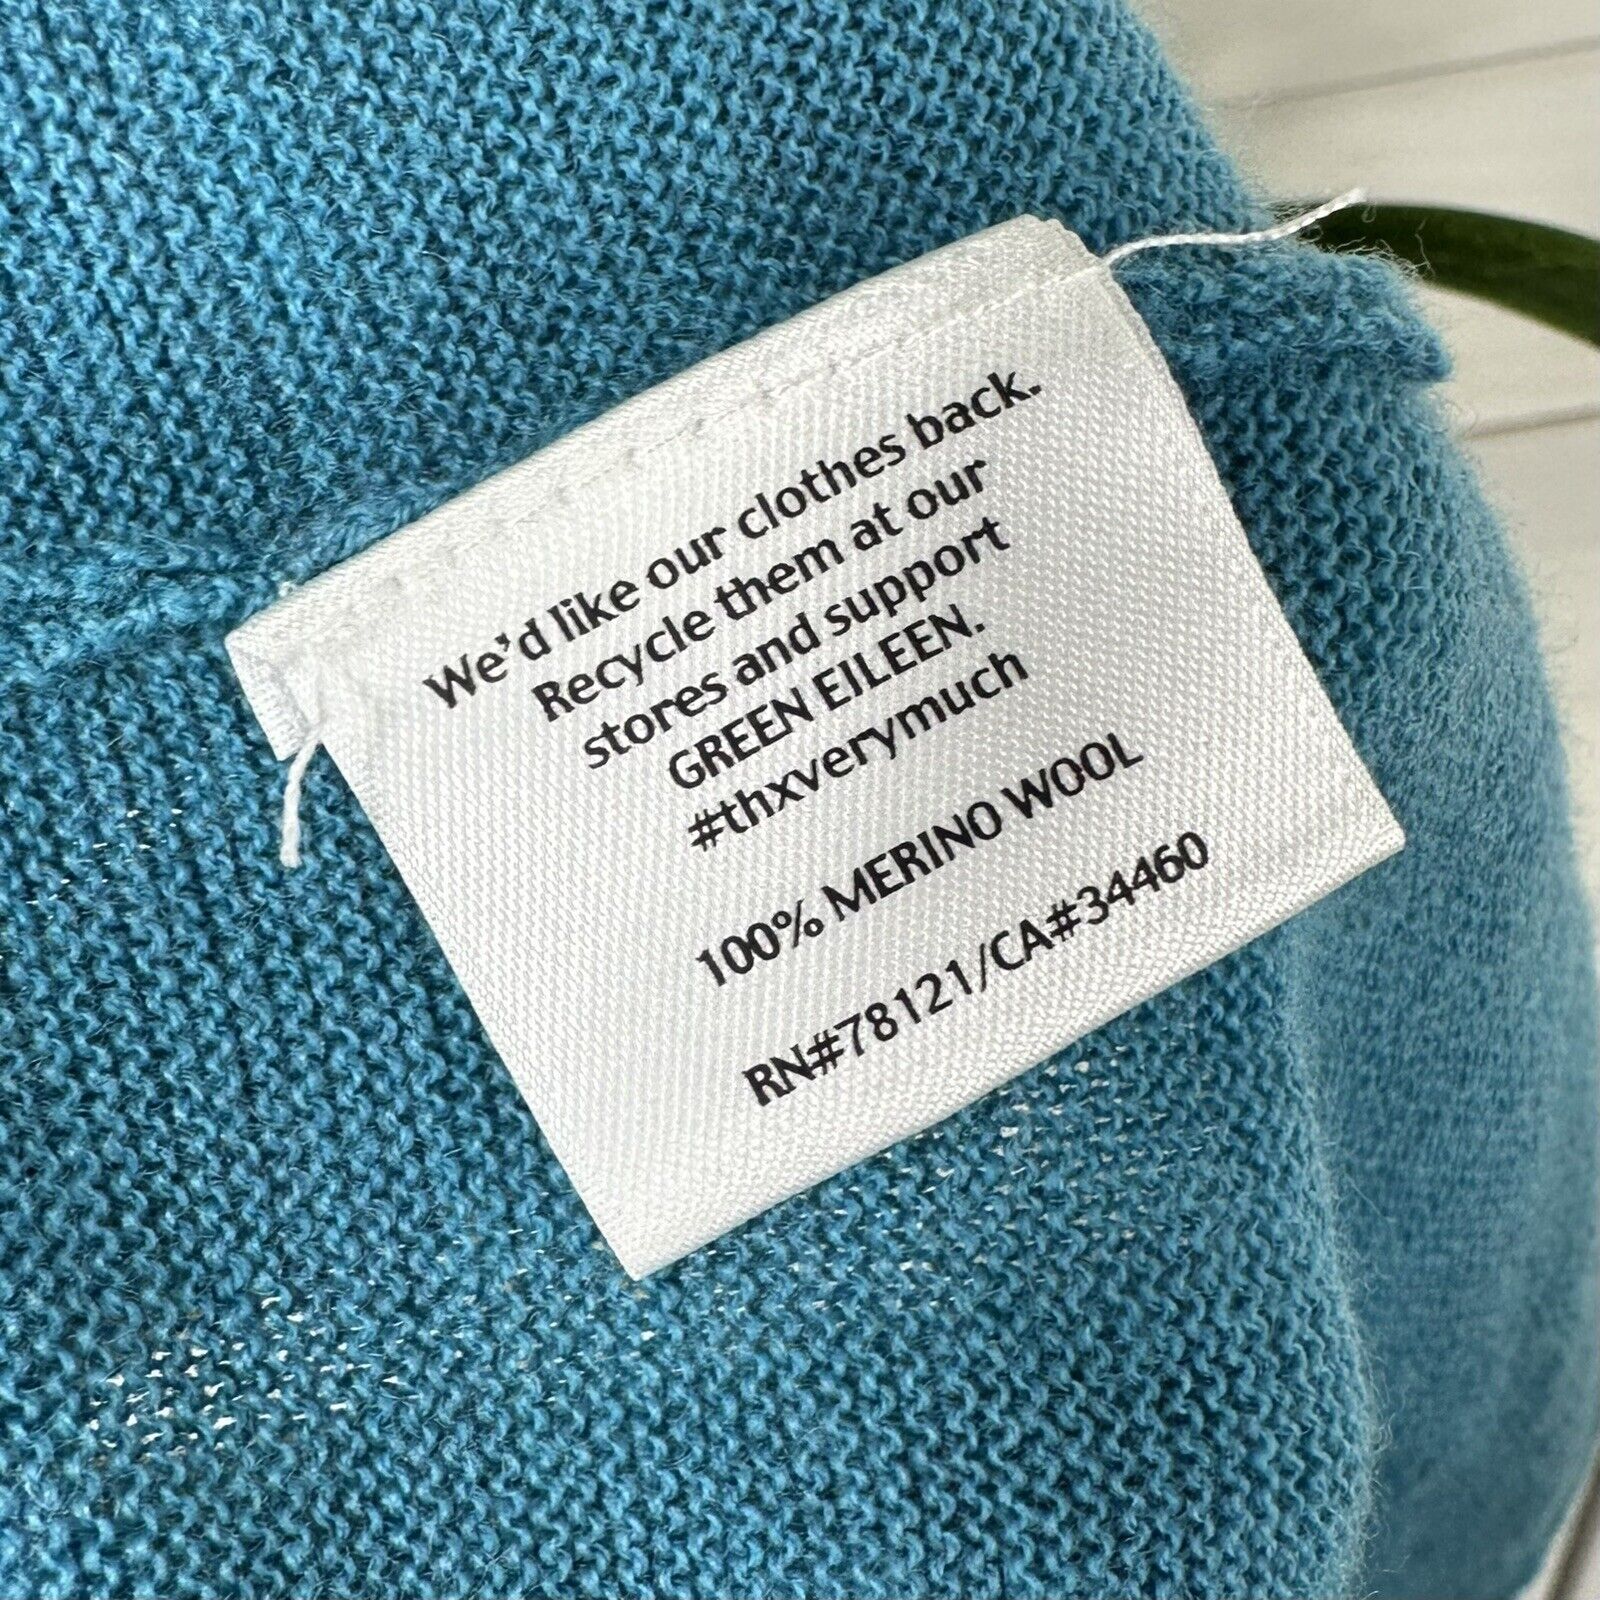 We'd like our clothes back.
Recycle them at our
stores and support
GREEN EILEEN.
#thxverymuch
100% MERINO WOOL
RN#78121/CA#34460